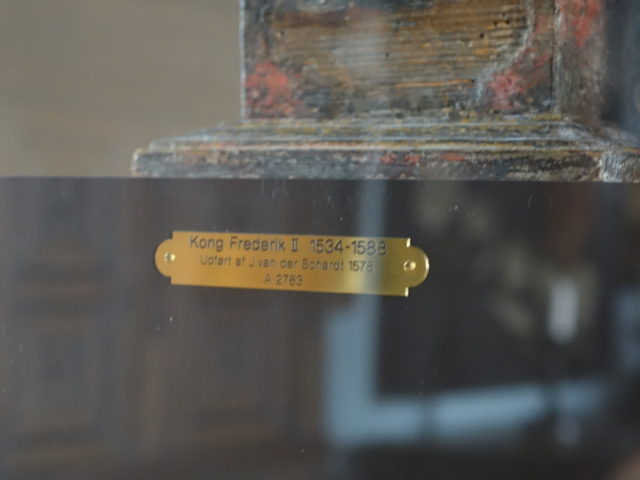 Kong Frederik II 1534-1588
Udført af J.van der Schardt 1578
A 2783